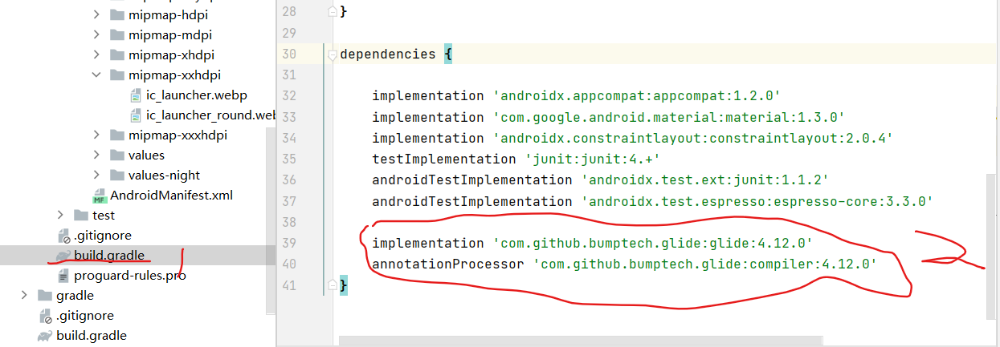 mipmap-hdpi
mipmap-mdpi
mipmap-xhdpi
mipmap-xxhdpi
ic_launcher.webp
ic_launcher_round.web
mipmap-xxxhdpi
values
values-night
MF AndroidManifest.xml
test
.gitignore
build.gradle
proguard-rules.pro
gradle
.gitignore
build.gradle
28 }
29
30 dependencies {
31
32 implementation 'androidx.appcompat:appcompat:1.2.0'
33 implementation 'com.google.android.material:material:1.3.0'
34 implementation 'androidx.constraintlayout:constraintlayout:2.0.4'
35 testImplementation 'junit:junit:4.+'
36 androidTestImplementation 'androidx.test.ext:junit:1.1.2'
37 androidTestImplementation 'androidx.test.espresso:espresso-core:3.3.0'
38
39 implementation 'com.github.bumptech.glide:glide:4.12.0'
40 annotationProcessor 'com.github.bumptech.glide:compiler:4.12.0'
41 }